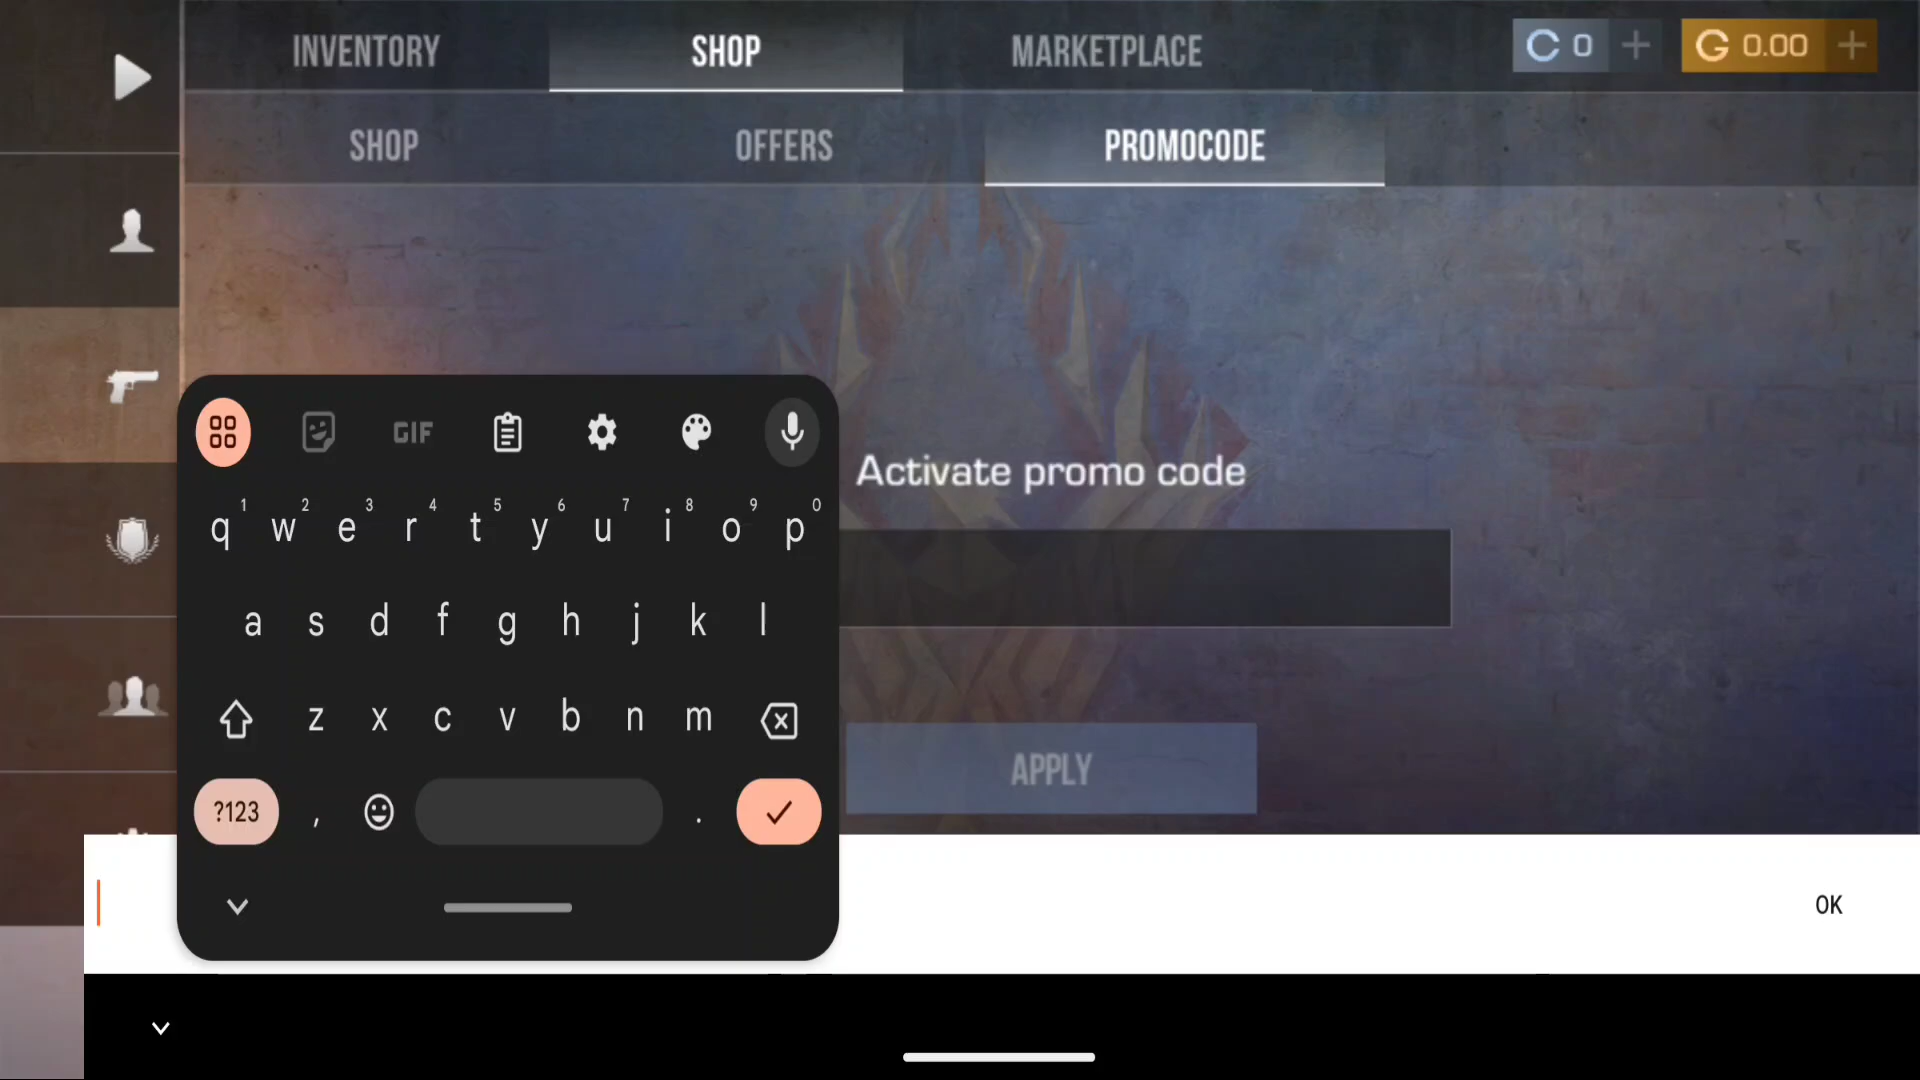 INVENTORY SHOP MARKETPLACE C 0 + G 0.00 +
SHOP OFFERS PROMOCODE
GIF
Activate promo code
1 2 3 4 5 6 7 8 9 0
q w e r t y u i o p
a s d f g h j k l
z x c v b n m
APPLY
?123 , .
OK